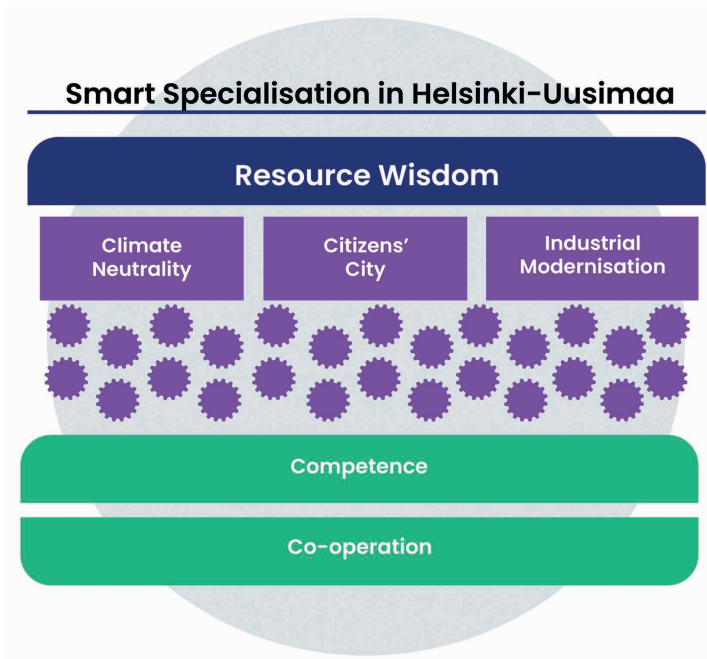 Smart Specialisation in Helsinki-Uusimaa
Resource Wisdom
Climate
Neutrality
Citizens’
City
Industrial
Modernisation
Competence
Co-operation